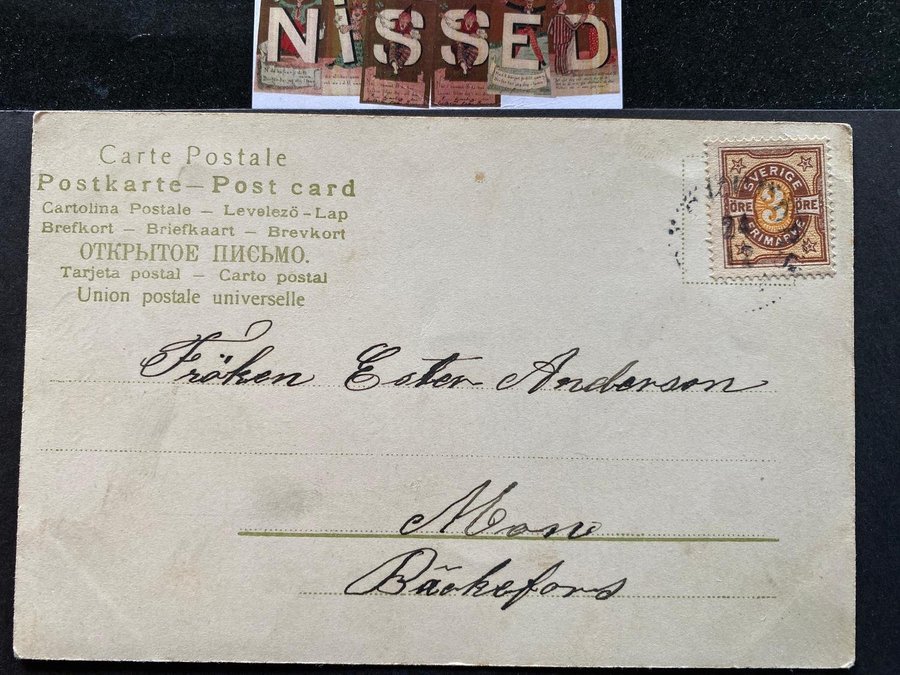 NISSED
Carte Postale
Postkarte — Post card
Cartolina Postale — Levelező-Lap
Brefkort — Briefkaart — Brevkort
ОТКРЫТОЕ ПИСЬМО.
Tarjeta postal — Carto postal
Union postale universelle
SVERIGE
ÖRE 3 ÖRE
FRIMÄRKE
Fröken Ester Anderson
Mon
Bäckefors